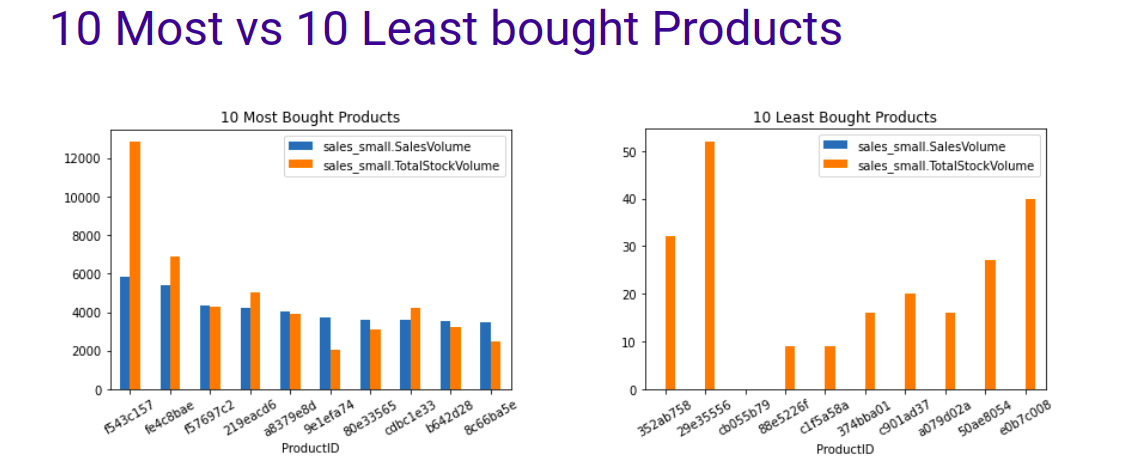 10 Most vs 10 Least bought Products
10 Most Bought Products
sales_small.SalesVolume
sales_small.TotalStockVolume
12000
10000
8000
6000
4000
2000
0
f543c157
fe4c8bae
f57697c2
219eacd6
a8379e8d
9e1efa74
80e33565
cdbc1e33
b642d28
8c66ba5e
ProductID
10 Least Bought Products
sales_small.SalesVolume
sales_small.TotalStockVolume
50
40
30
20
10
0
352ab758
29e35556
cb055b79
88e5226f
c1f5a58a
374bba01
c901ad37
a079d02a
50ae8054
e0b7c008
ProductID